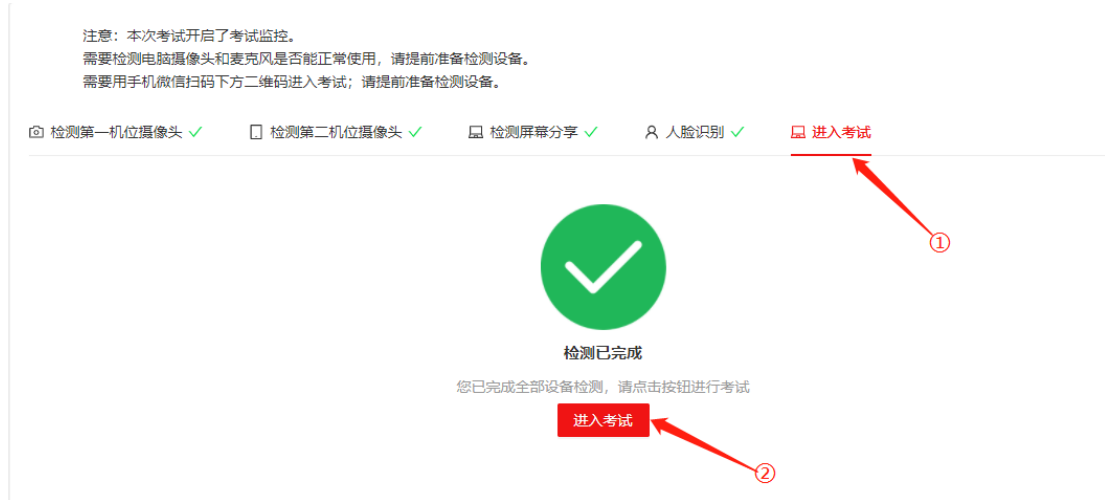 注意：本次考试开启了考试监控。
需要检测电脑摄像头和麦克风是否能正常使用，请提前准备检测设备。
需要用手机微信扫码下方二维码进入考试；请提前准备检测设备。
检测第一机位摄像头 检测第二机位摄像头 检测屏幕分享 人脸识别 进入考试
①
检测已完成
您已完成全部设备检测，请点击按钮进行考试
进入考试
②